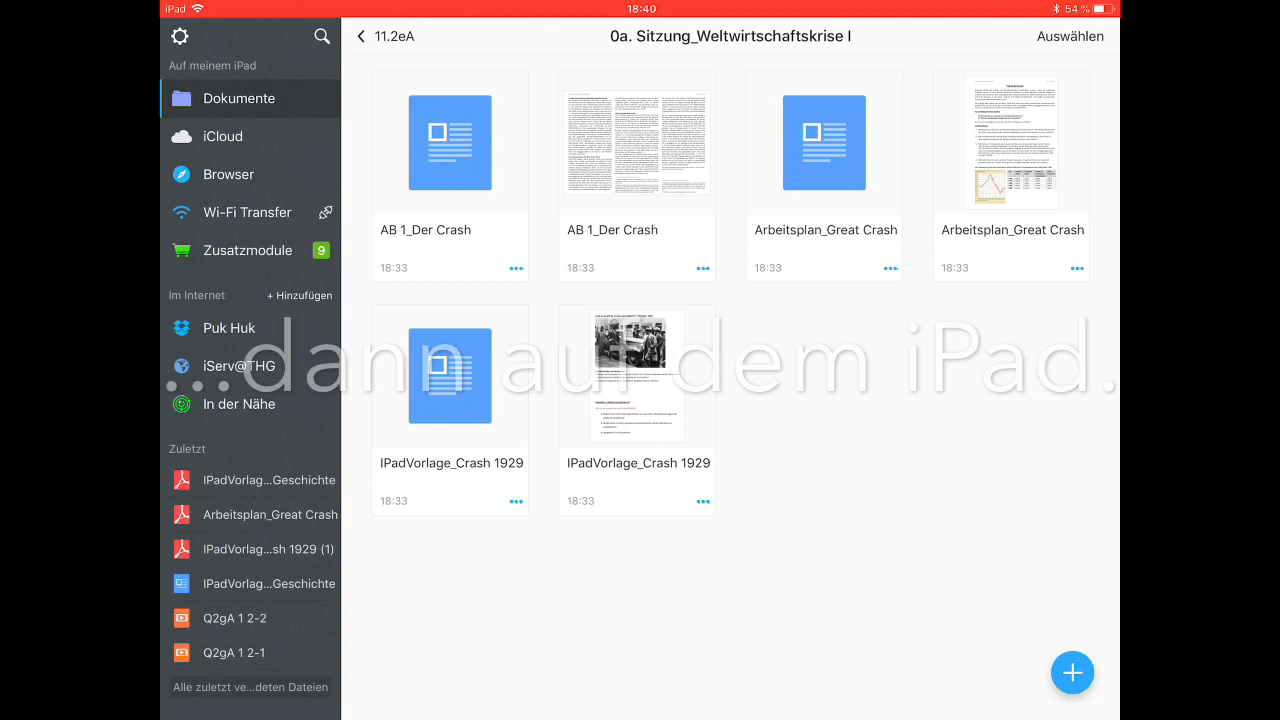 iPad
18:40
54 %
11.2eA
0a. Sitzung_Weltwirtschaftskrise I
Auswählen
Auf meinem iPad
Dokumente
iCloud
Browser
Wi-Fi Transfer
Zusatzmodule
9
Im Internet
+ Hinzufügen
Puk Huk
iServ@THG
In der Nähe
Zuletzt
IPadVorlag...Geschichte
Arbeitsplan_Great Crash
IPadVorlag...sh 1929 (1)
IPadVorlag...Geschichte
Q2gA 1 2-2
Q2gA 1 2-1
Alle zuletzt ve...deten Dateien
AB 1_Der Crash
18:33
AB 1_Der Crash
18:33
Arbeitsplan_Great Crash
18:33
Arbeitsplan_Great Crash
18:33
IPadVorlage_Crash 1929
18:33
IPadVorlage_Crash 1929
18:33
...dann auf dem iPad.